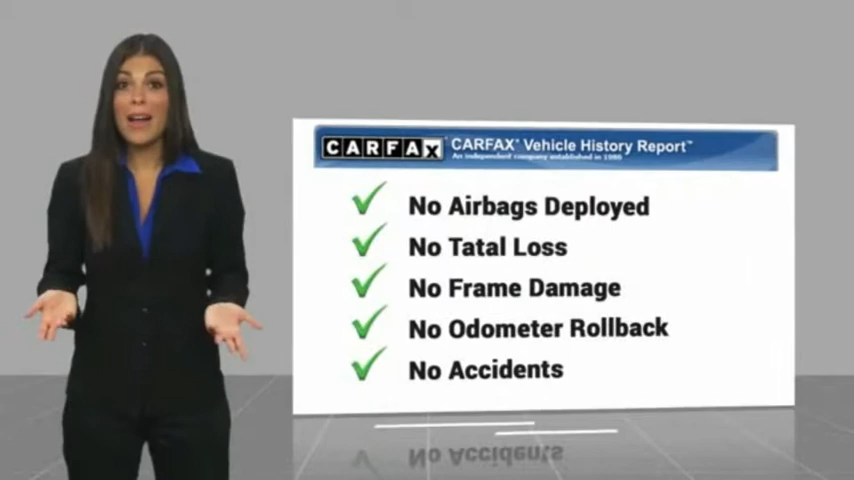 CARFAX CARFAX® Vehicle History Report™
An independent company established in 1986
No Airbags Deployed
No Tatal Loss
No Frame Damage
No Odometer Rollback
No Accidents
No Accidents